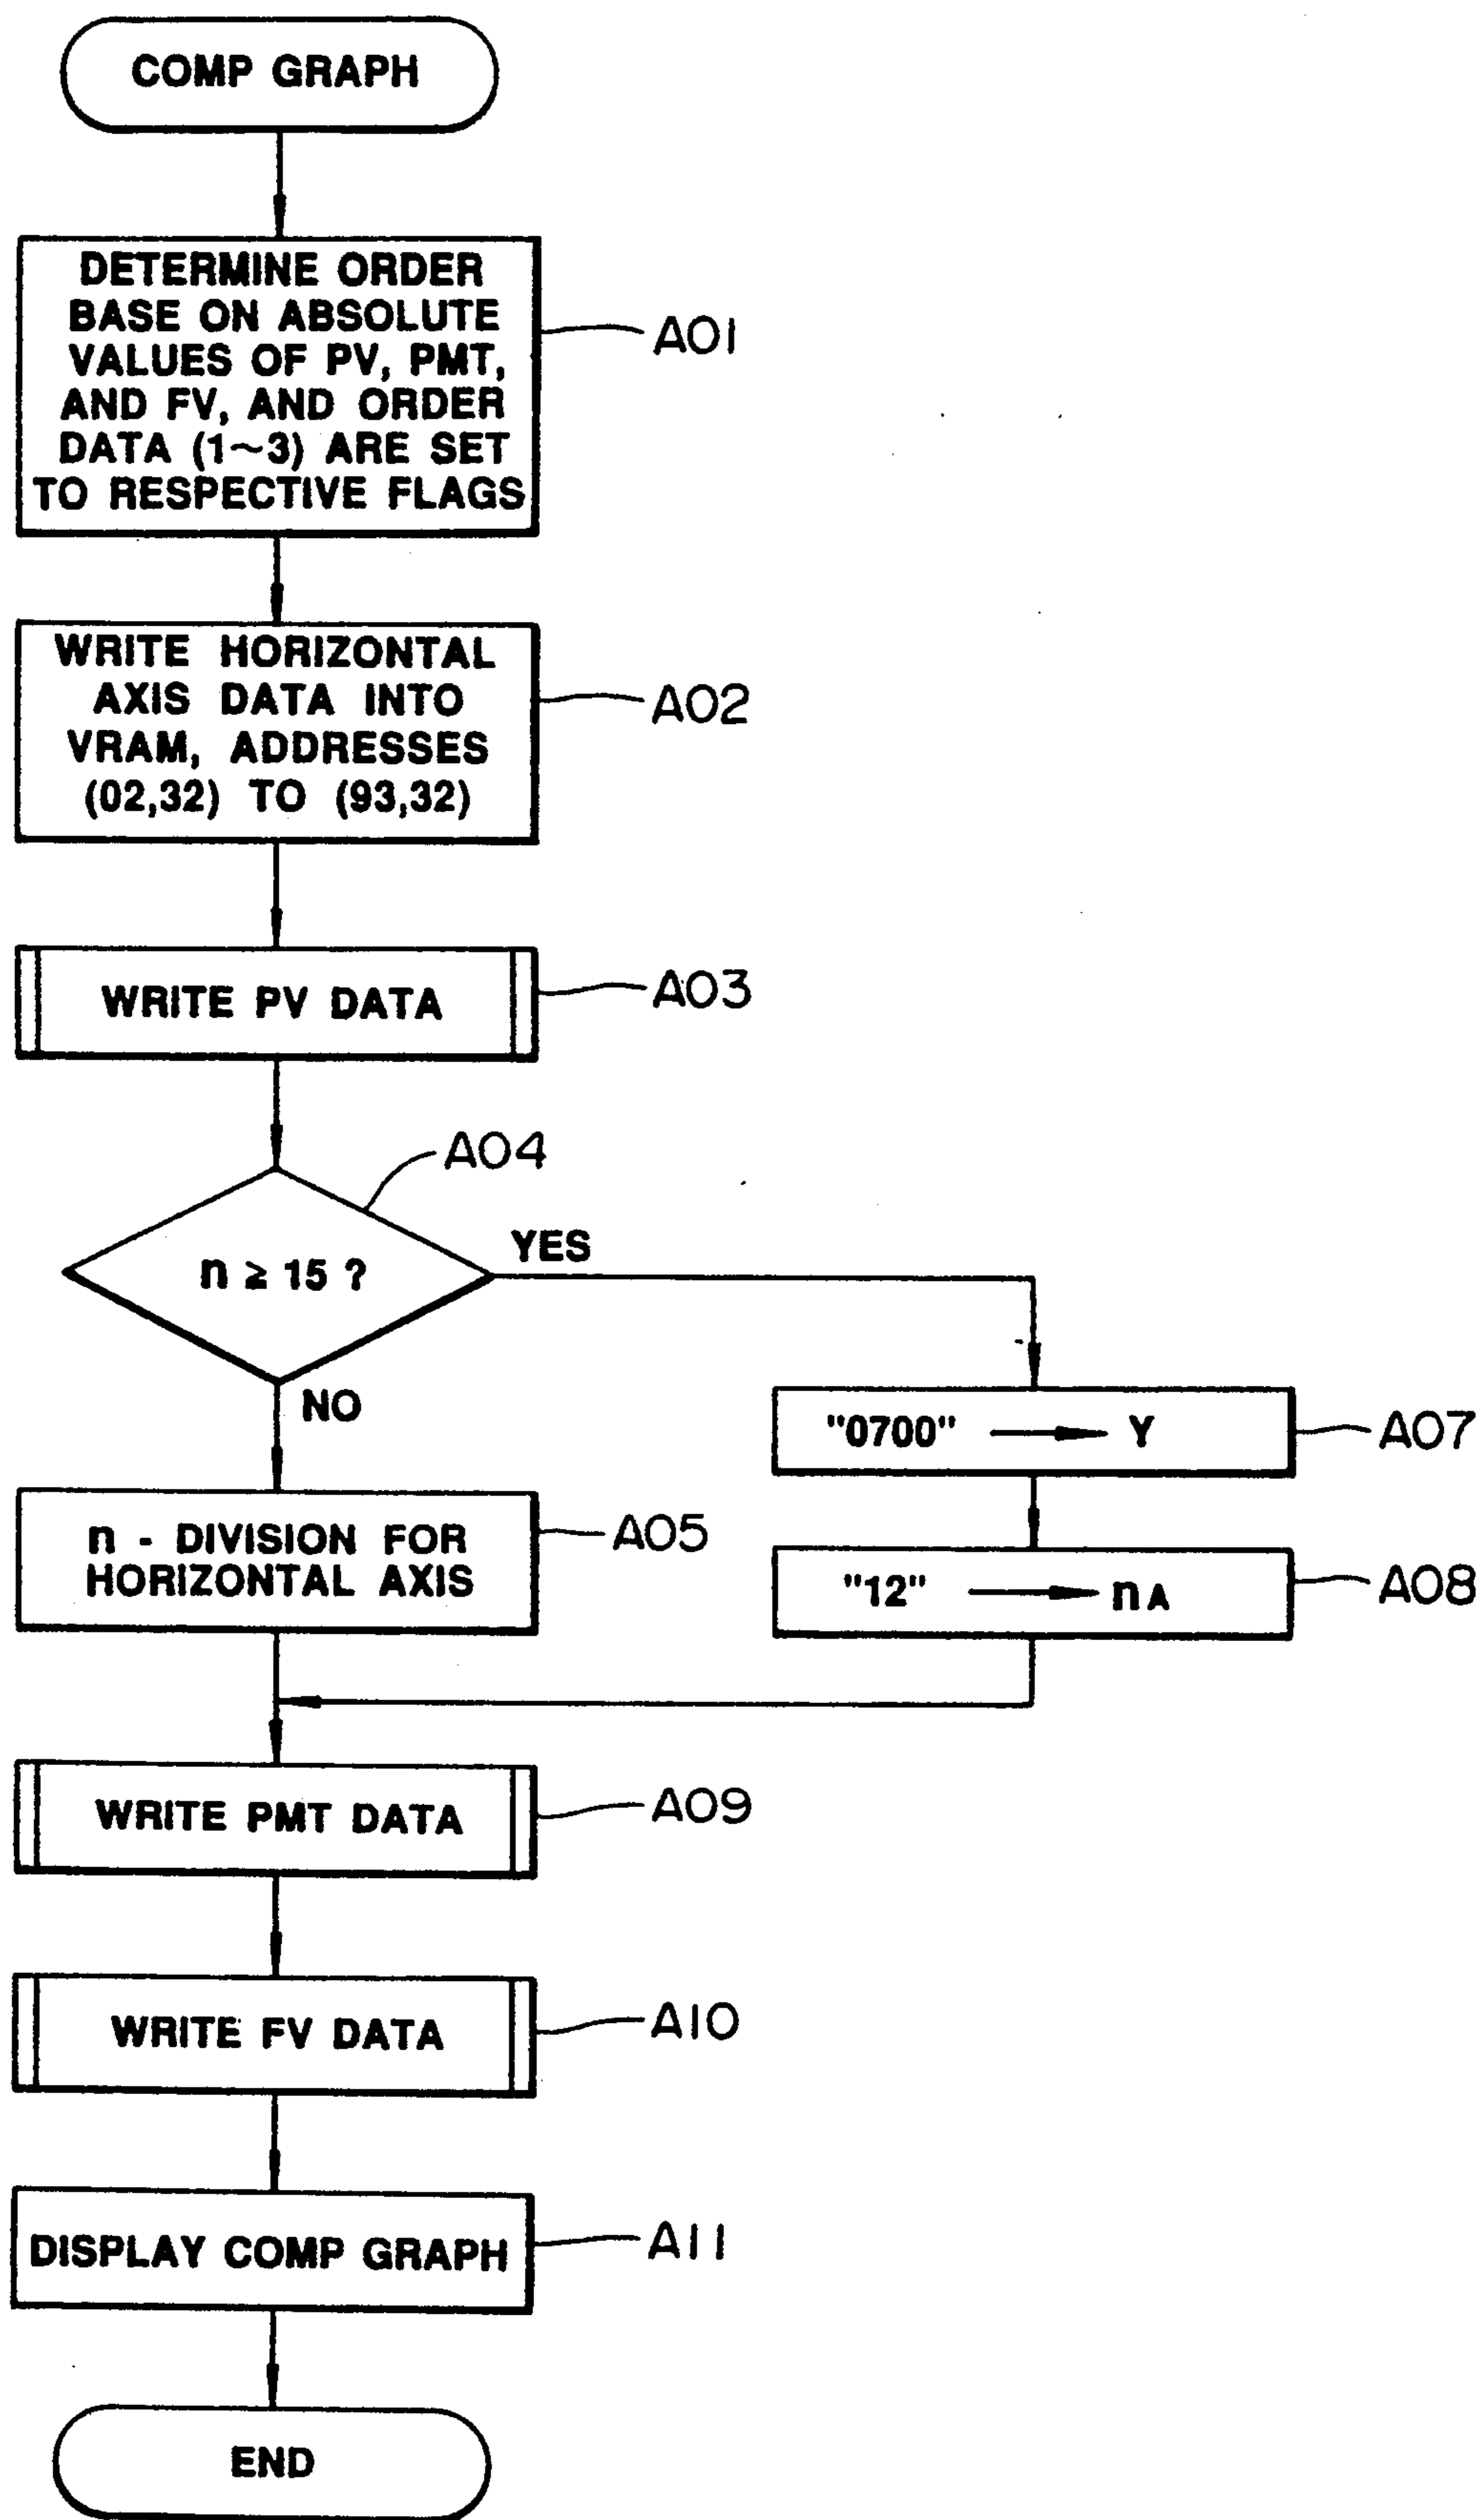 COMP GRAPH
DETERMINE ORDER
BASE ON ABSOLUTE
VALUES OF PV, PMT,
AND FV, AND ORDER
DATA (1~3) ARE SET
TO RESPECTIVE FLAGS
A01
WRITE HORIZONTAL
AXIS DATA INTO
VRAM, ADDRESSES
(02,32) TO (93,32)
A02
WRITE PV DATA
A03
A04
n ≥ 15 ?
YES
NO
"0700" → Y
A07
n - DIVISION FOR
HORIZONTAL AXIS
A05
"12" → nA
A08
WRITE PMT DATA
A09
WRITE FV DATA
A10
DISPLAY COMP GRAPH
A11
END